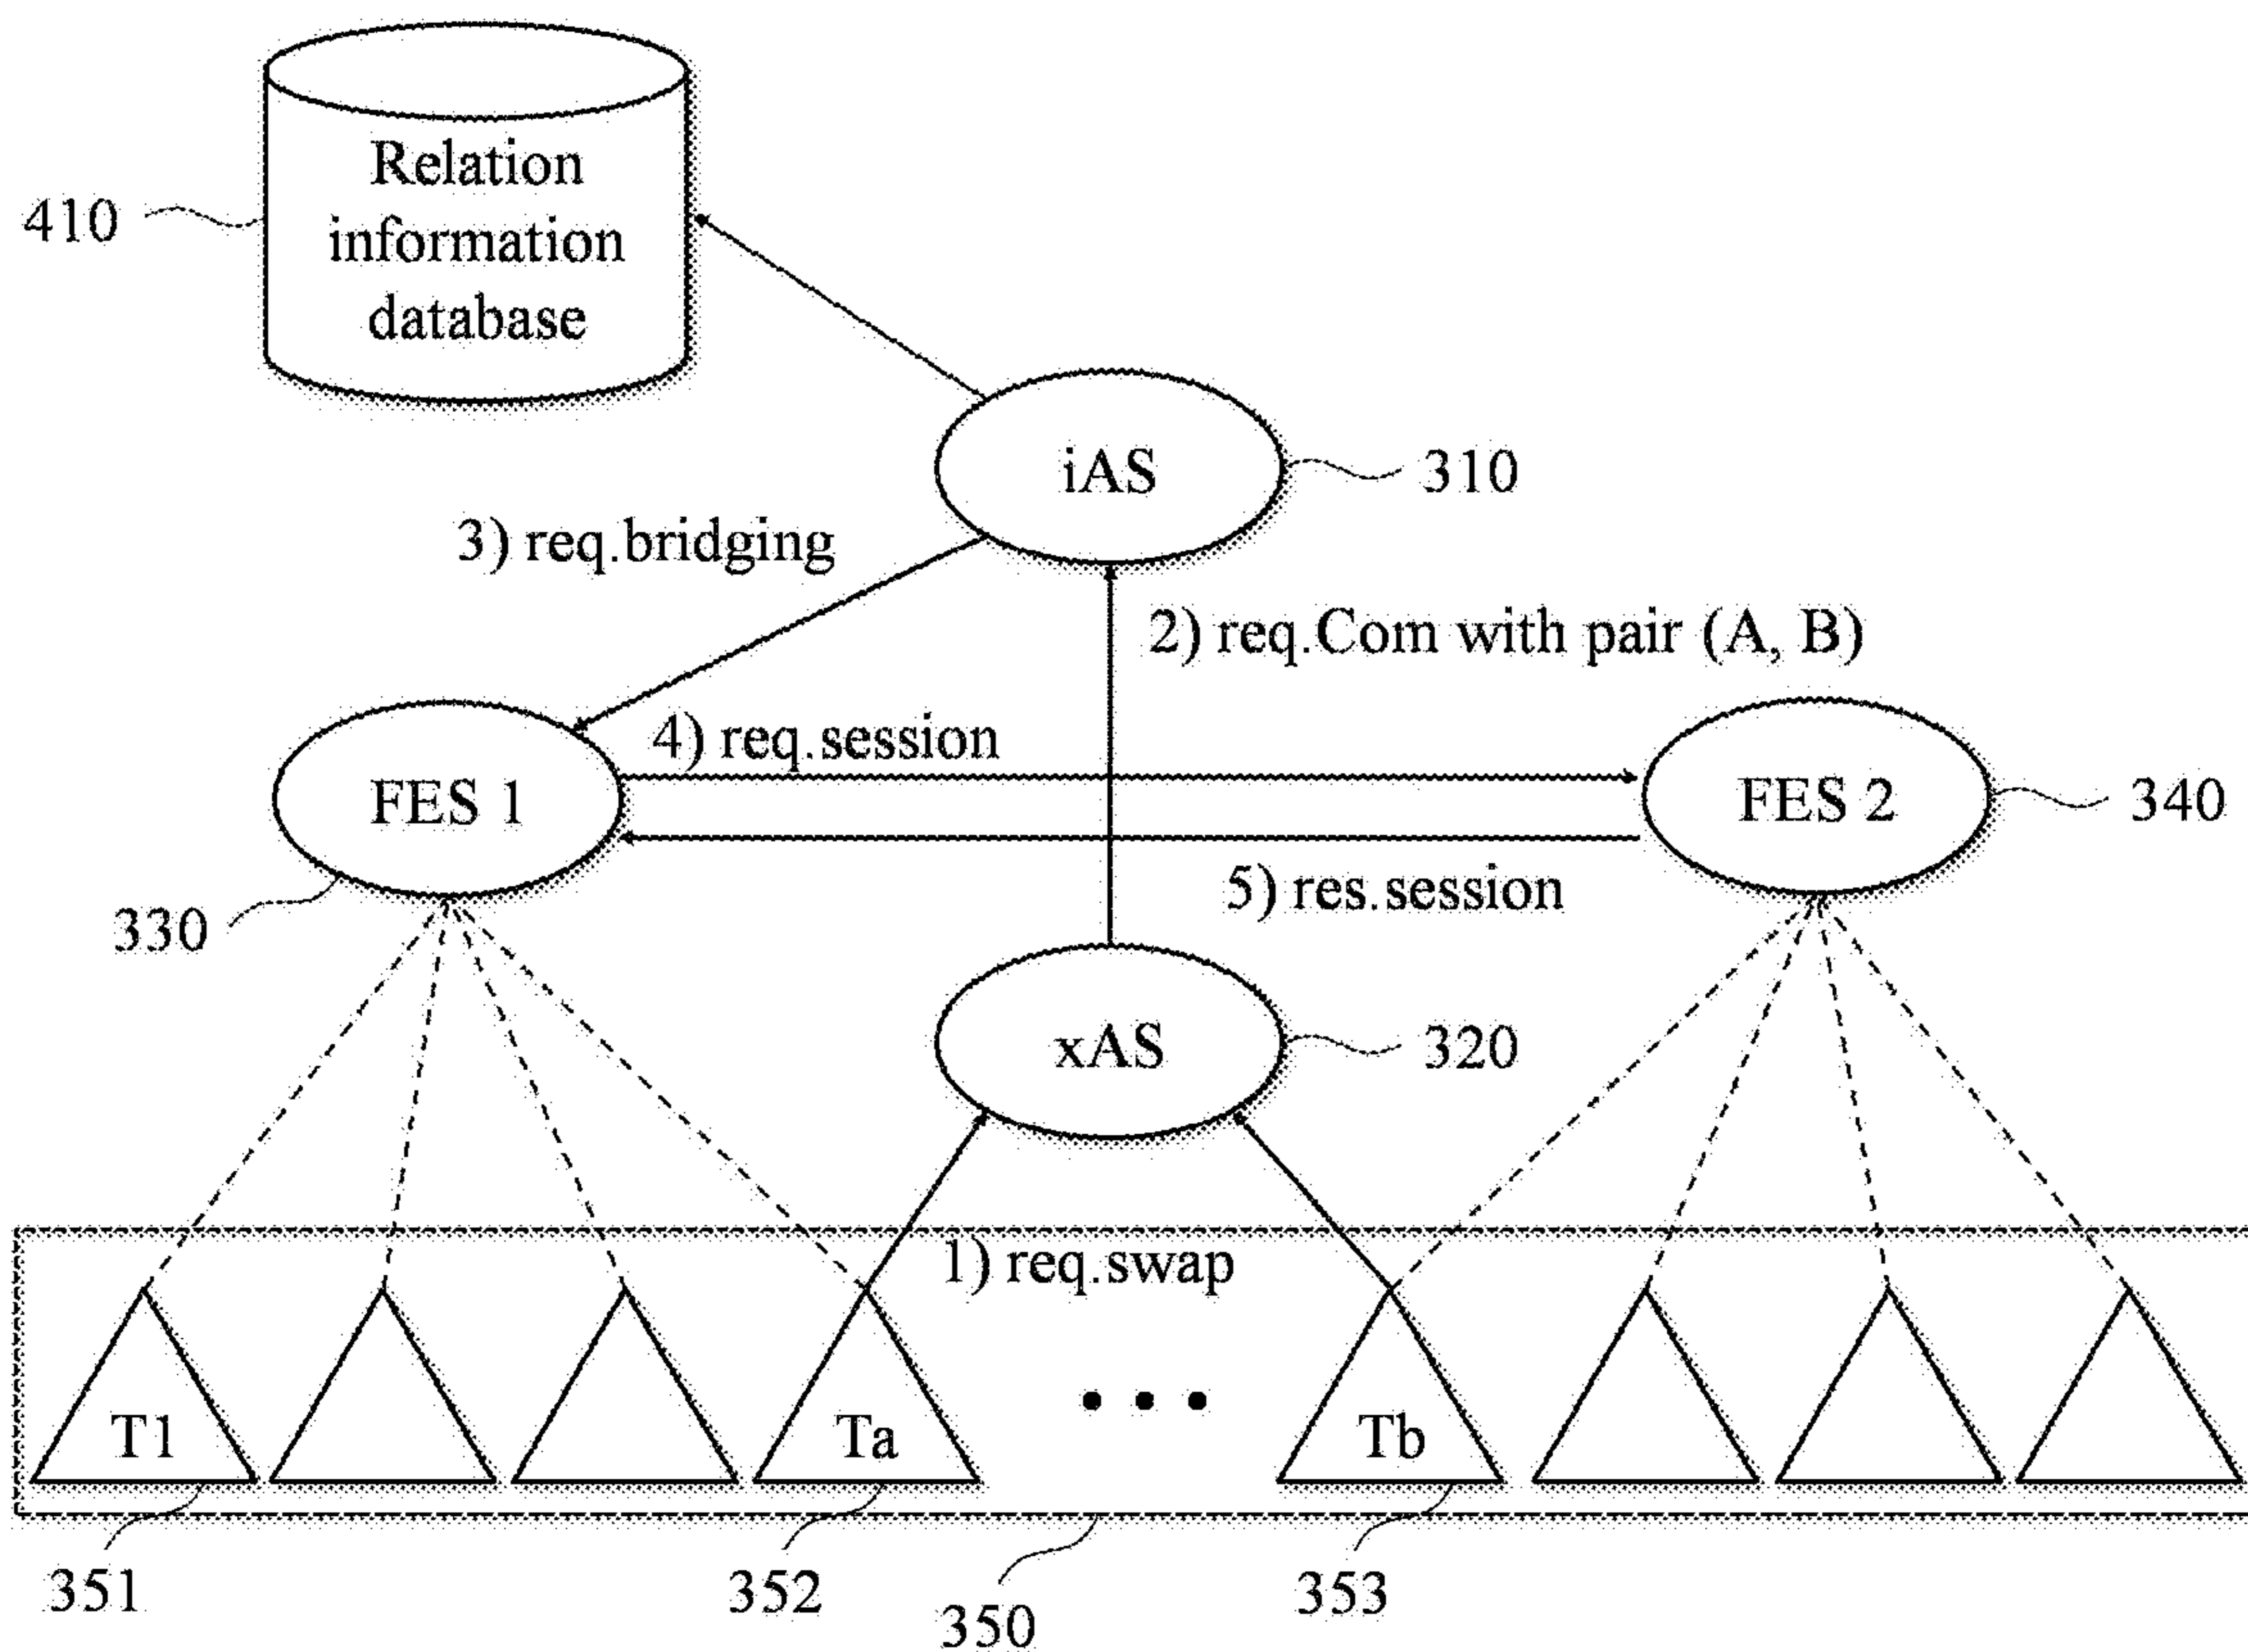 Relation
information
database
410
iAS
310
3) req.bridging
2) req.Com with pair (A, B)
4) req.session
FES 1
FES 2
340
5) res.session
330
xAS
320
1) req.swap
T1
Ta
• • •
Tb
351
352
350
353